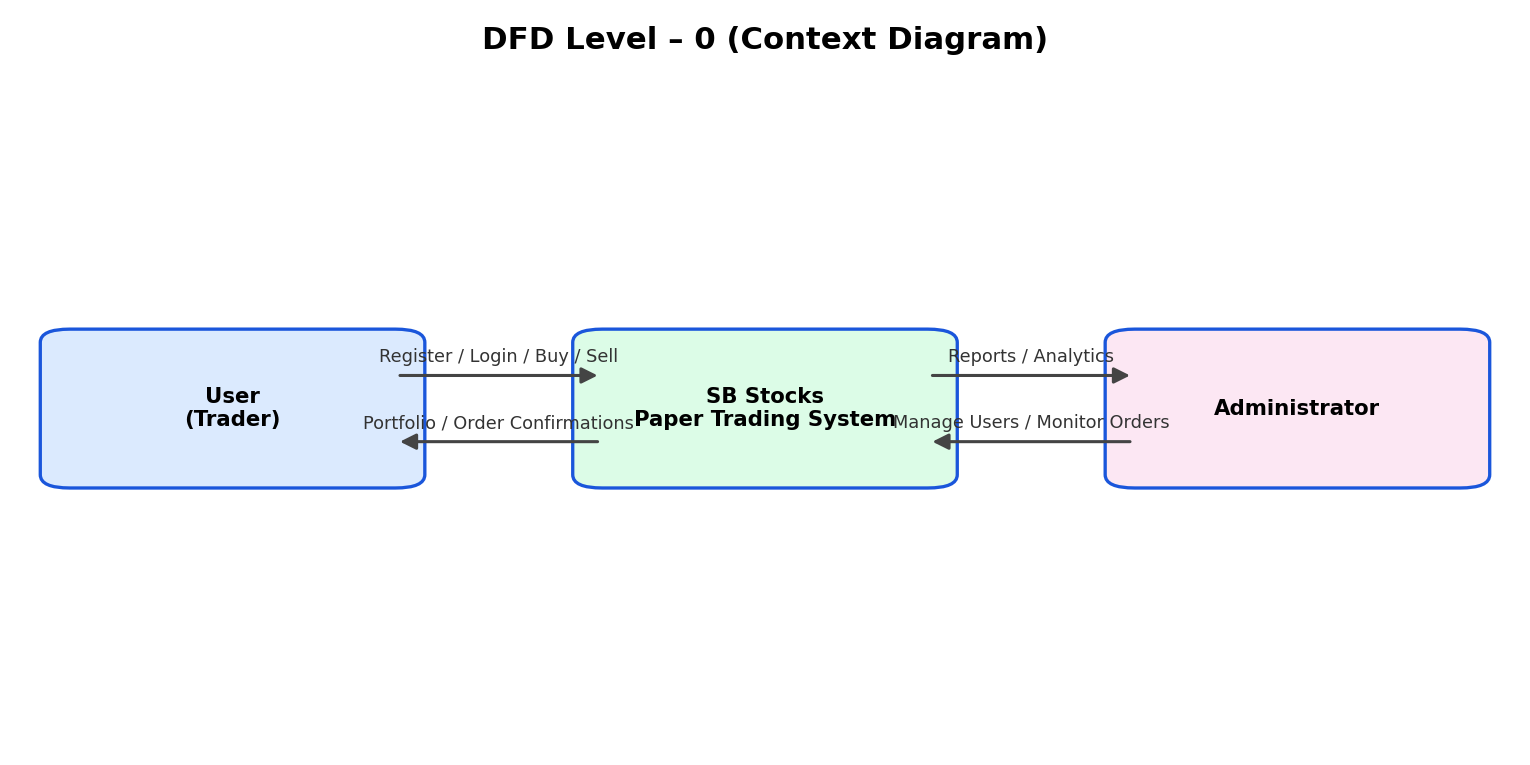 DFD Level – 0 (Context Diagram)
Register / Login / Buy / Sell
Reports / Analytics
User
(Trader)
SB Stocks
Paper Trading System
Administrator
Portfolio / Order Confirmations
Manage Users / Monitor Orders